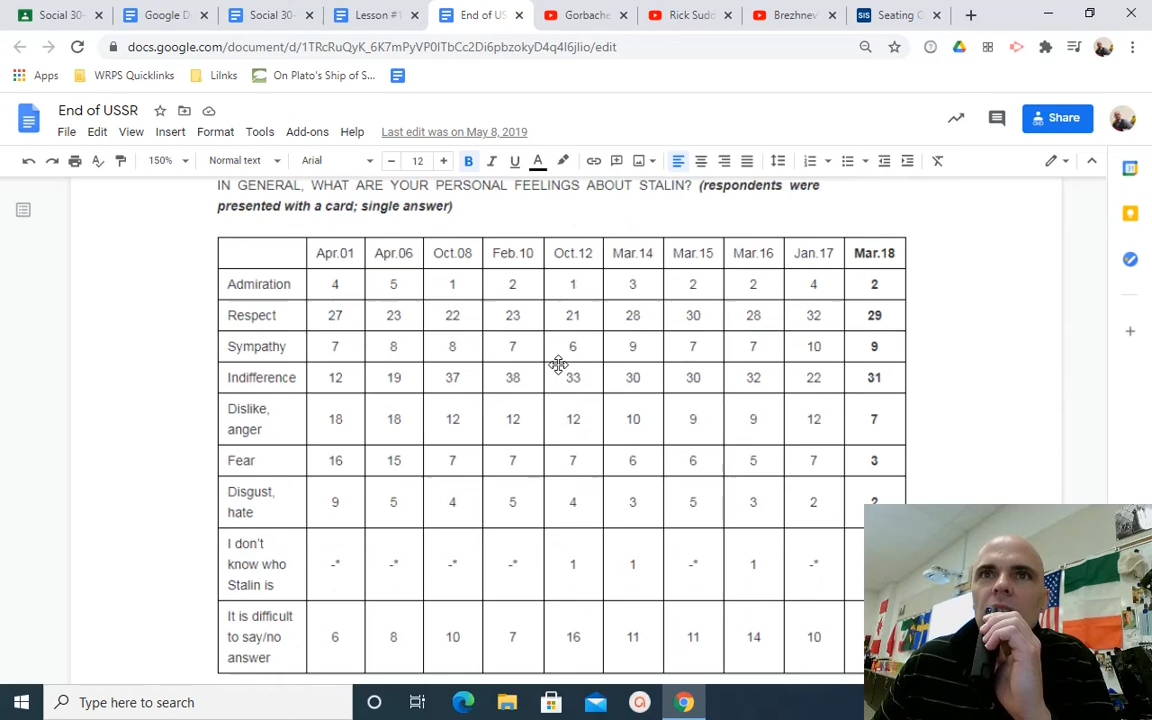 Social 30-
Google D
Social 30-
Lesson #1
End of US
Gorbache
Rick Sudd
Brezhnev
SIS Seating C
docs.google.com/document/d/1TRcRuQyK_6K7mPyVP0ITbCc2Di6pbzokyD4q4l6jlio/edit
Apps WRPS Quicklinks LiInks On Plato's Ship of S...
End of USSR
File Edit View Insert Format Tools Add-ons Help Last edit was on May 8, 2019
Share
150% Normal text Arial 12 B I U A
IN GENERAL, WHAT ARE YOUR PERSONAL FEELINGS ABOUT STALIN? (respondents were
presented with a card; single answer)
Apr.01 Apr.06 Oct.08 Feb.10 Oct.12 Mar.14 Mar.15 Mar.16 Jan.17 Mar.18
Admiration 4 5 1 2 1 3 2 2 4 2
Respect 27 23 22 23 21 28 30 28 32 29
Sympathy 7 8 8 7 6 9 7 7 10 9
Indifference 12 19 37 38 33 30 30 32 22 31
Dislike,
anger 18 18 12 12 12 10 9 9 12 7
Fear 16 15 7 7 7 6 6 5 7 3
Disgust,
hate 9 5 4 5 4 3 5 3 2 2
I don't
know who
Stalin is -* -* -* -* 1 1 -* 1 -*
It is difficult
to say/no
answer 6 8 10 7 16 11 11 14 10
Type here to search